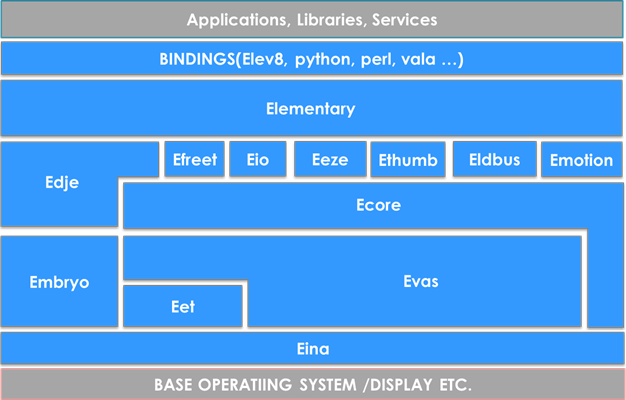 Applications, Libraries, Services
BINDINGS(Elev8, python, perl, vala ...)
Elementary
Efreet
Eio
Eeze
Ethumb
Eldbus
Emotion
Edje
Ecore
Embryo
Evas
Eet
Eina
BASE OPERATIING SYSTEM /DISPLAY ETC.